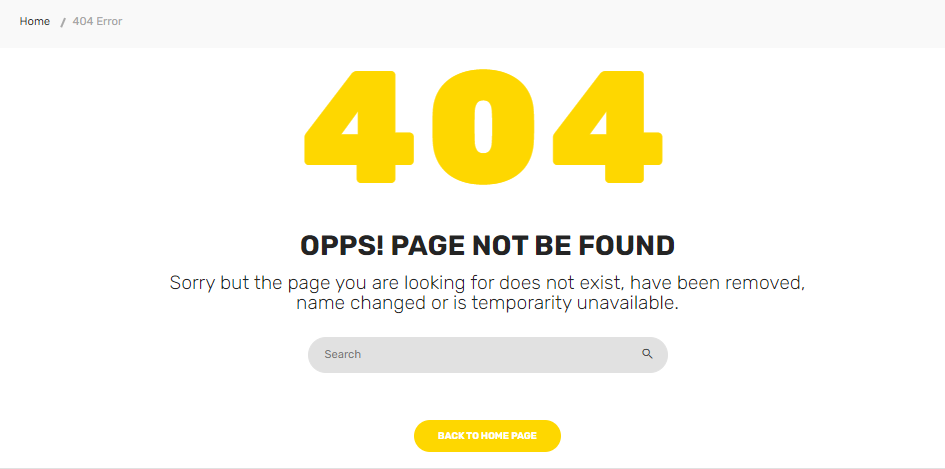 Home / 404 Error
404
OPPS! PAGE NOT BE FOUND
Sorry but the page you are looking for does not exist, have been removed,
name changed or is temporarity unavailable.
Search
BACK TO HOME PAGE